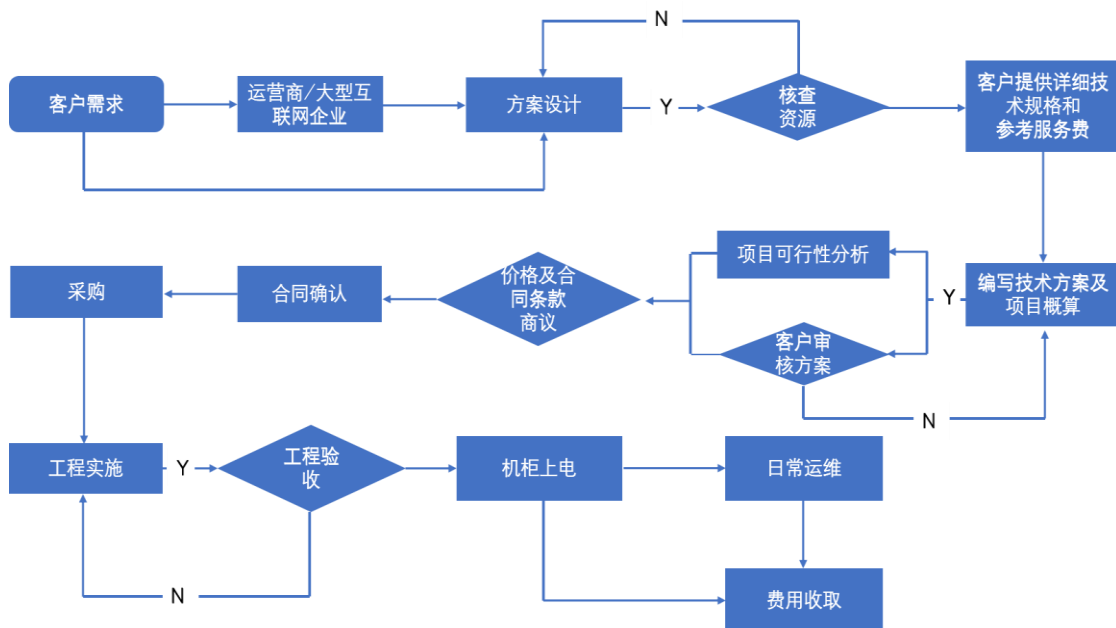 N
客户需求
运营商/大型互
联网企业
方案设计
Y
核查
资源
客户提供详细技
术规格和
参考服务费
采购
合同确认
价格及合
同条款
商议
项目可行性分析
客户审
核方案
Y
编写技术方案及
项目概算
N
工程实施
Y
工程验
收
机柜上电
日常运维
N
费用收取